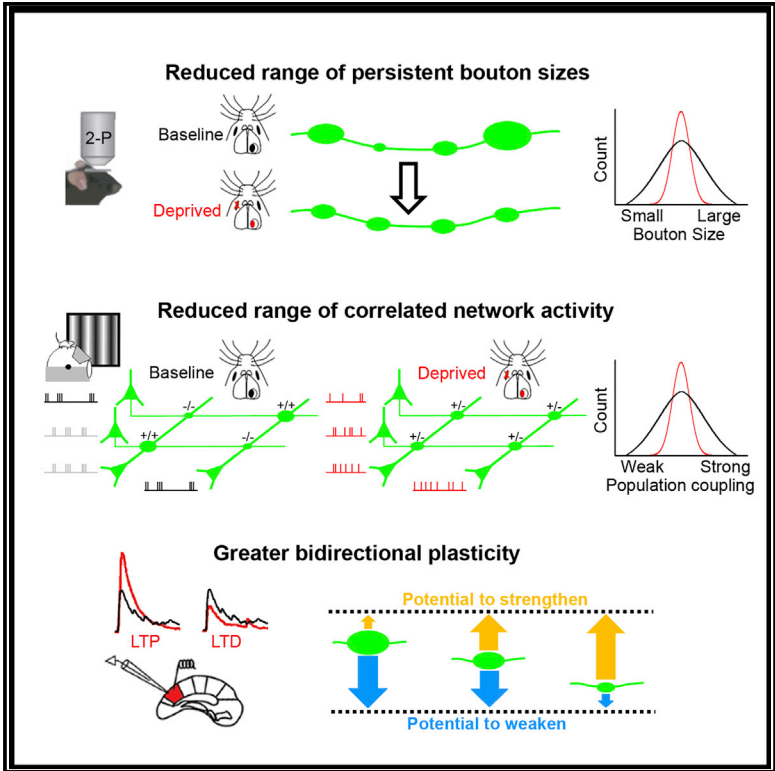 Reduced range of persistent bouton sizes
2-P
Baseline
Deprived
Count
Small Large
Bouton Size
Reduced range of correlated network activity
Baseline
Deprived
-/-
+/+
+/+
-/-
+/-
+/-
+/-
+/-
Count
Weak Strong
Population coupling
Greater bidirectional plasticity
LTP LTD
Potential to strengthen
Potential to weaken